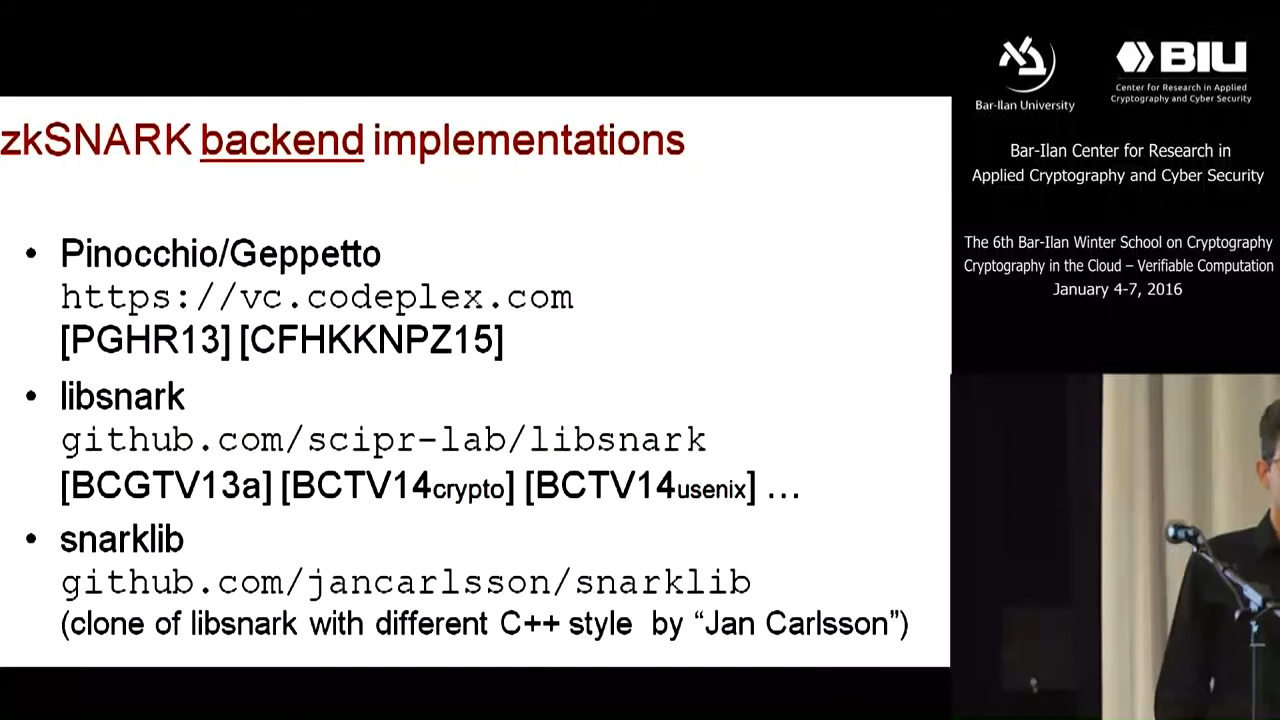 zkSNARK backend implementations
• Pinocchio/Geppetto
https://vc.codeplex.com
[PGHR13] [CFHKKNPZ15]
• libsnark
github.com/scipr-lab/libsnark
[BCGTV13a] [BCTV14crypto] [BCTV14usenix] …
• snarklib
github.com/jancarlsson/snarklib
(clone of libsnark with different C++ style by “Jan Carlsson”)
Bar-Ilan University
BIU
Center for Research in Applied
Cryptography and Cyber Security
Bar-Ilan Center for Research in
Applied Cryptography and Cyber Security
The 6th Bar-Ilan Winter School on Cryptography
Cryptography in the Cloud – Verifiable Computation
January 4-7, 2016